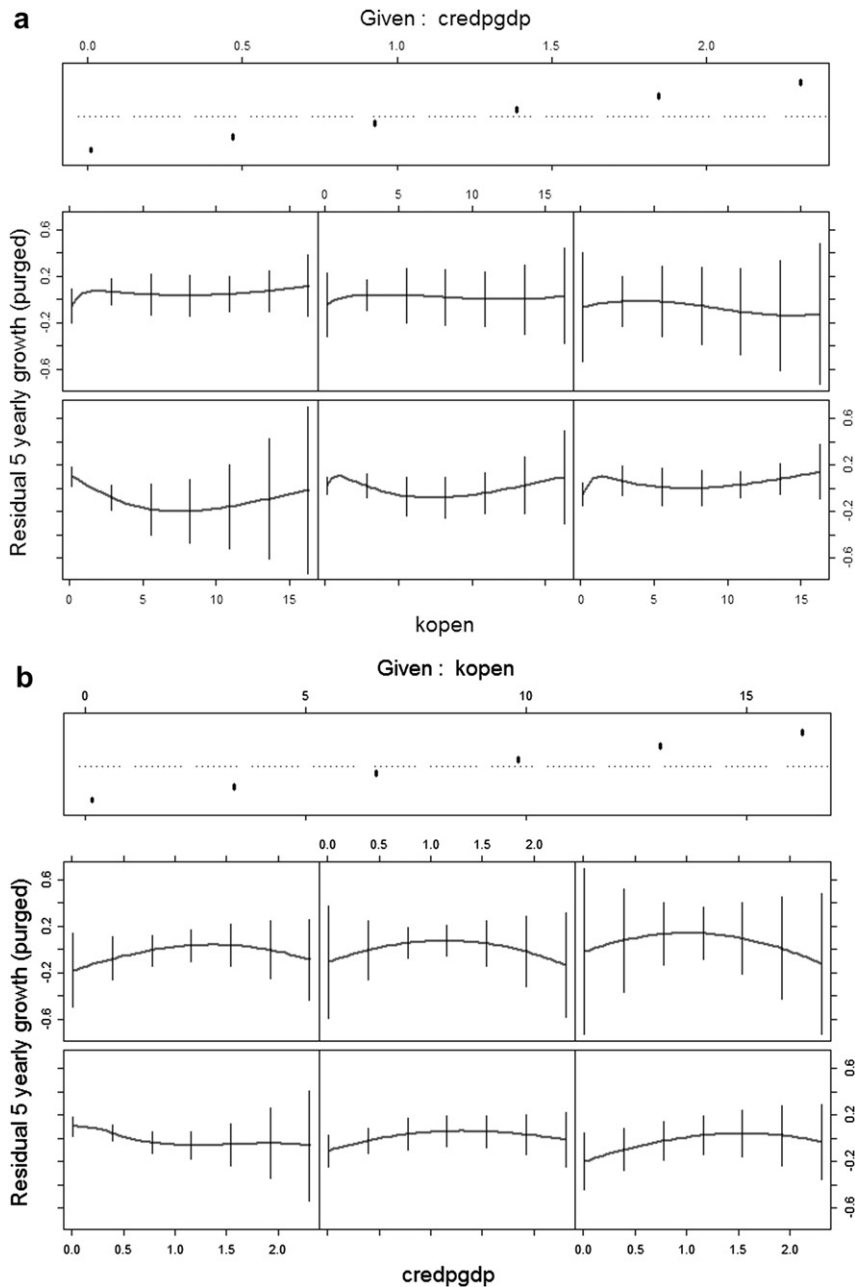 a
Given : credpgdp
0.0 0.5 1.0 1.5 2.0
0 5 10 15
Residual 5 yearly growth (purged)
-0.6 -0.2 0.2 0.6
-0.6 -0.2 0.2 0.6
0 5 10 15 0 5 10 15
kopen
b
Given : kopen
0 5 10 15
0.0 0.5 1.0 1.5 2.0
Residual 5 yearly growth (purged)
-0.6 -0.2 0.2 0.6
-0.6 -0.2 0.2 0.6
0.0 0.5 1.0 1.5 2.0 0.0 0.5 1.0 1.5 2.0
credpgdp